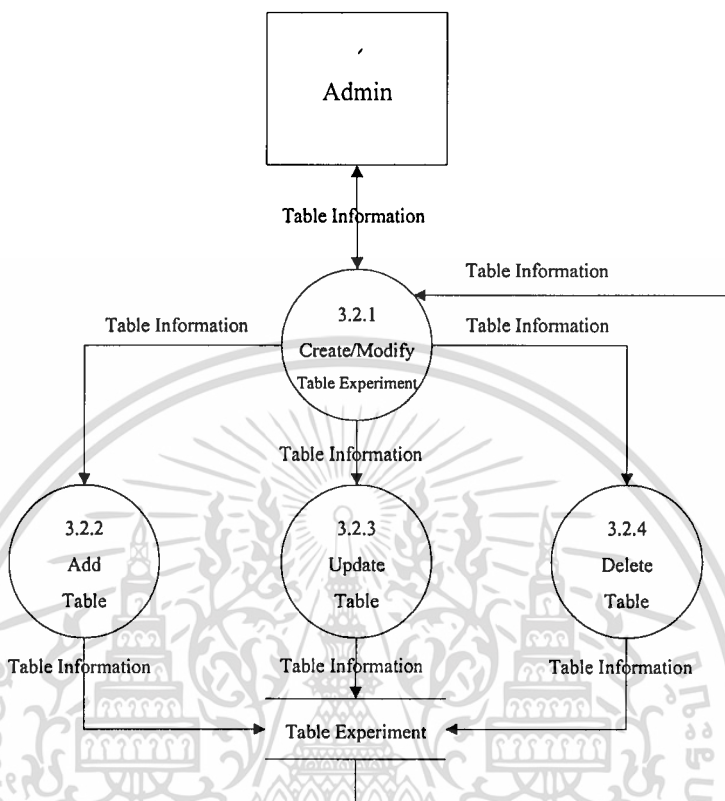 Admin
Table Information
Table Information
3.2.1
Create/Modify
Table Experiment
Table Information
Table Information
Table Information
3.2.2
Add
Table
3.2.3
Update
Table
3.2.4
Delete
Table
Table Information
Table Information
Table Information
Table Experiment